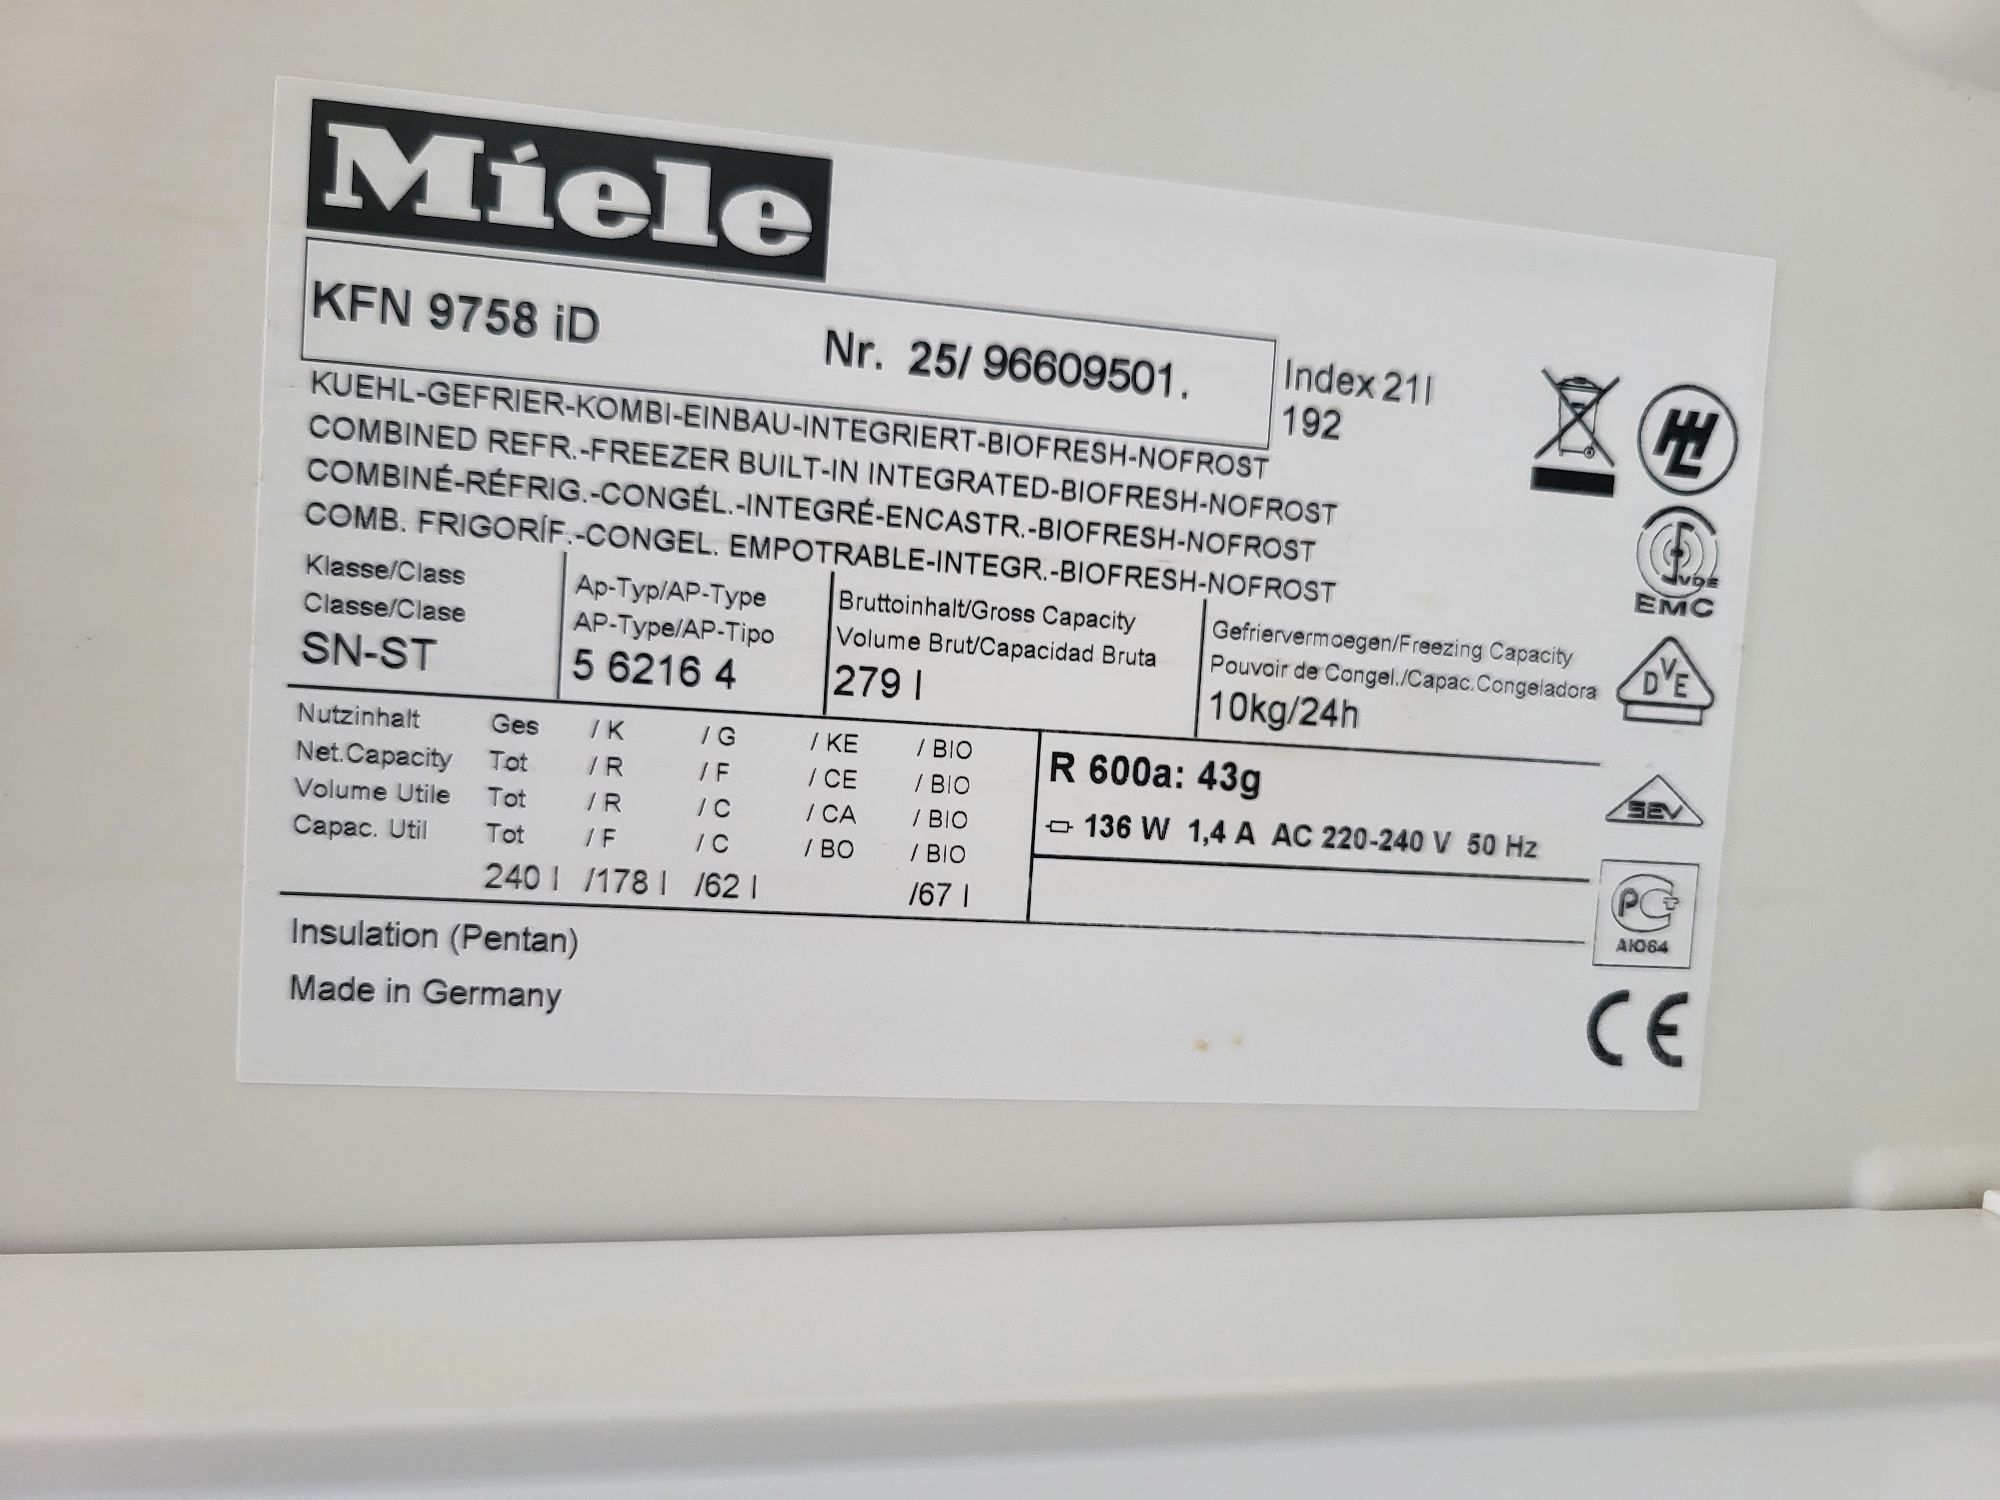 Miele
KFN 9758 iD Nr. 25/ 96609501. Index 21I
192
KUEHL-GEFRIER-KOMBI-EINBAU-INTEGRIERT-BIOFRESH-NOFROST
COMBINED REFR.-FREEZER BUILT-IN INTEGRATED-BIOFRESH-NOFROST
COMBINÉ-RÉFRIG.-CONGÉL.-INTEGRÉ-ENCASTR.-BIOFRESH-NOFROST
COMB. FRIGORÍF.-CONGEL. EMPOTRABLE-INTEGR.-BIOFRESH-NOFROST
Klasse/Class Ap-Typ/AP-Type Bruttoinhalt/Gross Capacity Gefriervermoegen/Freezing Capacity
Classe/Clase AP-Type/AP-Tipo Volume Brut/Capacidad Bruta Pouvoir de Congel./Capac.Congeladora
SN-ST 5 6216 4 279 l 10kg/24h
Nutzinhalt Ges / K / G / KE / BIO
Net.Capacity Tot / R / F / CE / BIO
Volume Utile Tot / R / C / CA / BIO
Capac. Util Tot / F / C / BO / BIO
240 l /178 l /62 l /67 l
R 600a: 43g
136 W 1,4 A AC 220-240 V 50 Hz
Insulation (Pentan)
Made in Germany
VDE
EMC
DVE
SEV
PCT
AЮ64
CE